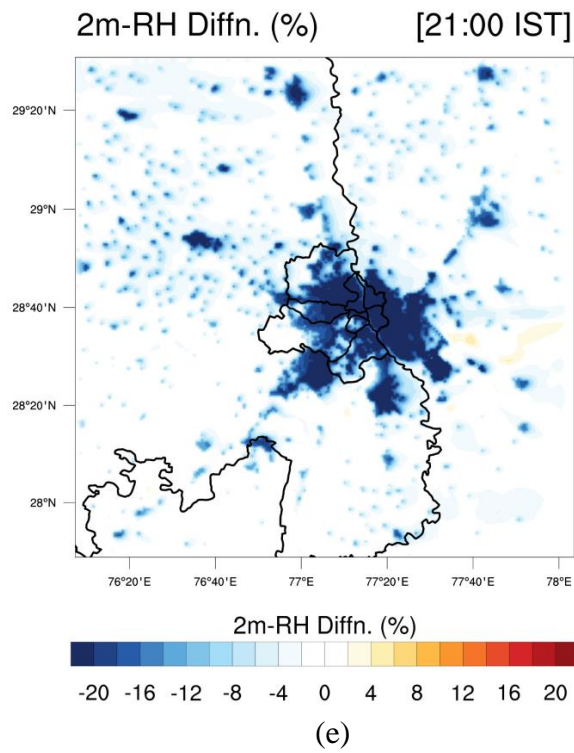 2m-RH Diffn. (%) [21:00 IST]
29°20'N
29°N
28°40'N
28°20'N
28°N
76°20'E 76°40'E 77°E 77°20'E 77°40'E 78°E
2m-RH Diffn. (%)
-20 -16 -12 -8 -4 0 4 8 12 16 20
(e)